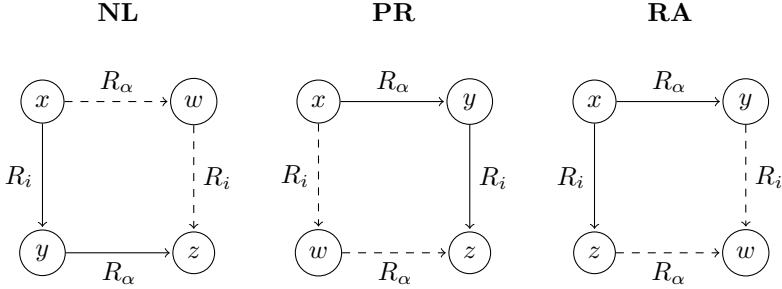 NL PR RA
R_α R_α R_α
x w x y x y
R_i R_i R_i R_i R_i R_i
y z w z z w
R_α R_α R_α